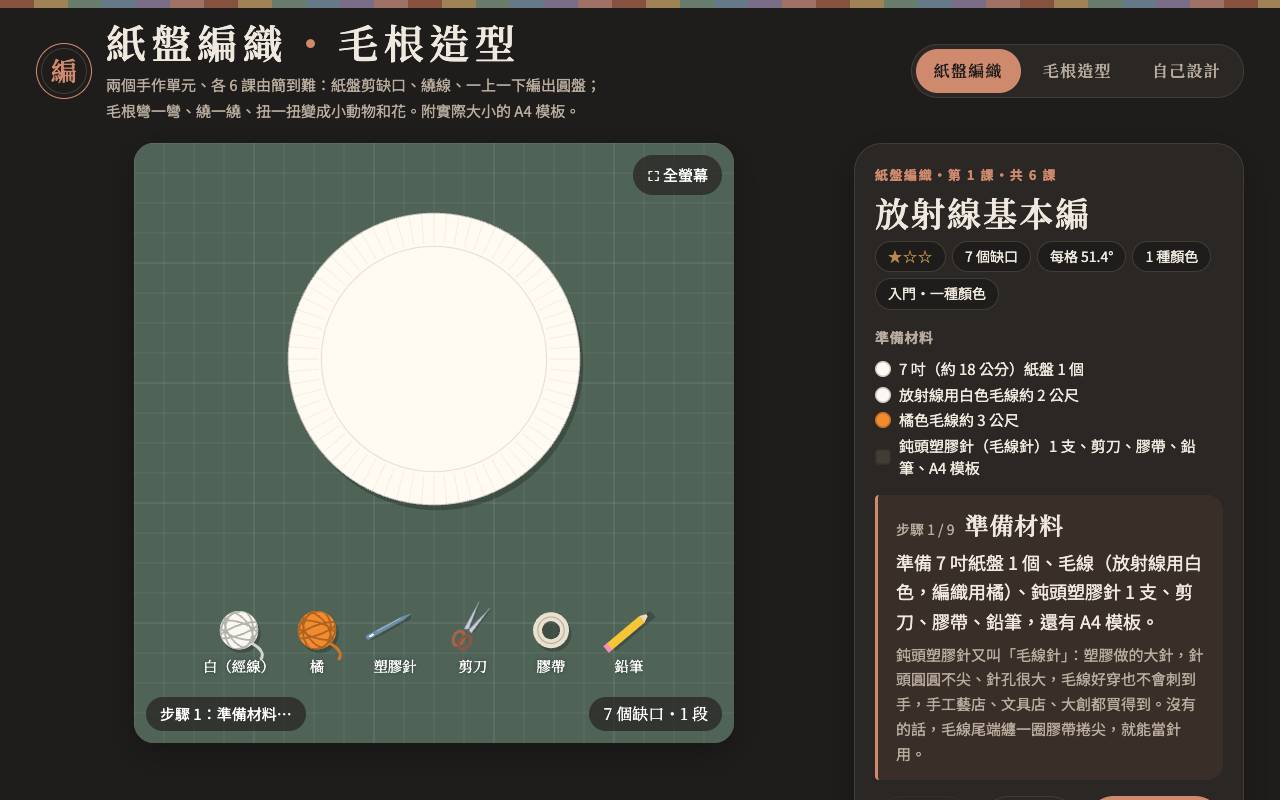 編
紙盤編織・毛根造型
兩個手作單元、各 6 課由簡到難：紙盤剪缺口、繞線、一上一下編出圓盤；
毛根彎一彎、繞一繞、扭一扭變成小動物和花。附實際大小的 A4 模板。
紙盤編織
毛根造型
自己設計
全螢幕
白（經線）
橘
塑膠針
剪刀
膠帶
鉛筆
步驟 1：準備材料…
7 個缺口・1 段
紙盤編織・第 1 課・共 6 課
放射線基本編
★☆☆
7 個缺口
每格 51.4°
1 種顏色
入門・一種顏色
準備材料
7 吋（約 18 公分）紙盤 1 個
放射線用白色毛線約 2 公尺
橘色毛線約 3 公尺
鈍頭塑膠針（毛線針）1 支、剪刀、膠帶、鉛
筆、A4 模板
步驟 1 / 9 準備材料
準備 7 吋紙盤 1 個、毛線（放射線用白
色，編織用橘）、鈍頭塑膠針 1 支、剪
刀、膠帶、鉛筆，還有 A4 模板。
鈍頭塑膠針又叫「毛線針」：塑膠做的大針，針
頭圓圓不尖、針孔很大，毛線好穿也不會刺到
手，手工藝店、文具店、大創都買得到。沒有
的話，毛線尾端纏一圈膠帶捲尖，就能當針
用。